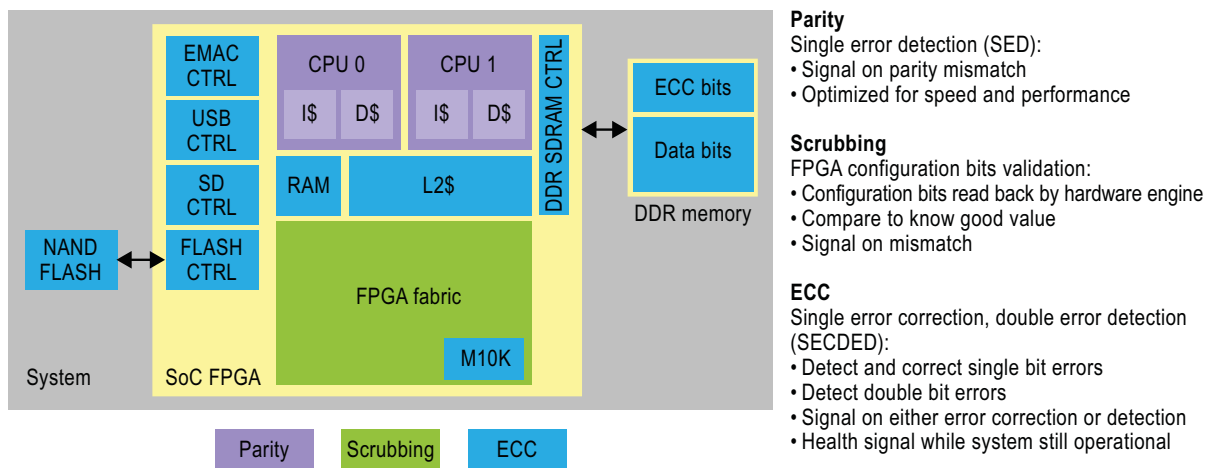 EMAC
CTRL
USB
CTRL
SD
CTRL
FLASH
CTRL
NAND
FLASH
CPU 0
I$ D$
CPU 1
I$ D$
RAM
L2$
DDR SDRAM CTRL
FPGA fabric
M10K
ECC bits
Data bits
DDR memory
System
SoC FPGA
Parity
Scrubbing
ECC
Parity
Single error detection (SED):
• Signal on parity mismatch
• Optimized for speed and performance
Scrubbing
FPGA configuration bits validation:
• Configuration bits read back by hardware engine
• Compare to know good value
• Signal on mismatch
ECC
Single error correction, double error detection
(SECDED):
• Detect and correct single bit errors
• Detect double bit errors
• Signal on either error correction or detection
• Health signal while system still operational